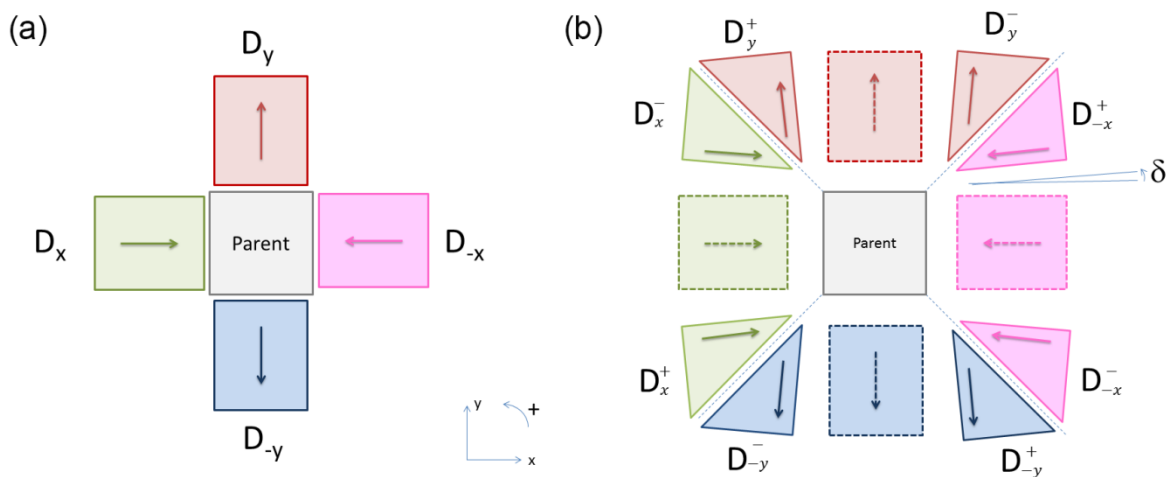 (a)
D_y
D_x
Parent
D_{-x}
D_{-y}
y
+
x
(b)
D_y^+
D_y^-
D_x^-
D_{-x}^+
δ
Parent
D_x^+
D_{-x}^-
D_{-y}^-
D_{-y}^+